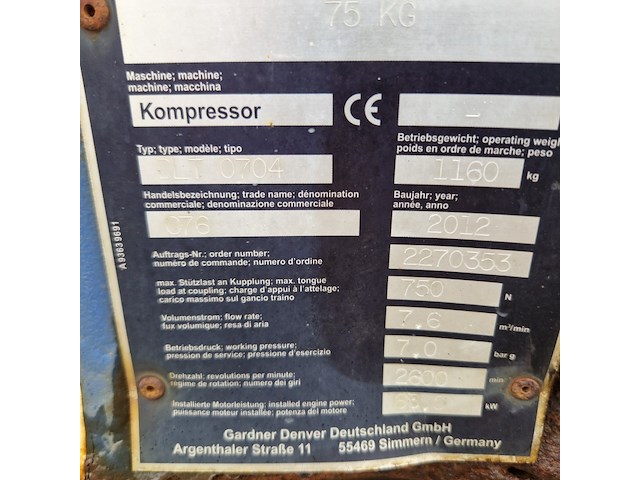 75 KG
Maschine; machine;
machine; macchina
Kompressor
CE
-
Betriebsgewicht; operating weight
poids en ordre de marche; peso
Typ; type; modèle; tipo
0704
1160 kg
Handelsbezeichnung; trade name; dénomination
commerciale; denominazione commerciale
Baujahr; year;
année, anno
C76
2012
Auftrags-Nr.; order number;
numéro de commande; numero d'ordine
2270353
max. Stützlast an Kupplung; max. tongue
load at coupling; charge d'appui à l'attelage;
carico massimo sul gancio traino
750 N
Volumenstrom; flow rate;
fux volumique; resa di aria
7,6 m³/min
Betriebsdruck; working pressure;
pression de service; pressione d'esercizio
7,0 bar g
Drehzahl; revolutions per minute;
regime de rotation; numero dei giri
2600 min
Installierte Motorleistung; installed engine power;
puissance moteur installée; potenza del motore
kW
Gardner Denver Deutschland GmbH
Argenthaler Straße 11 55469 Simmern / Germany
A93639691